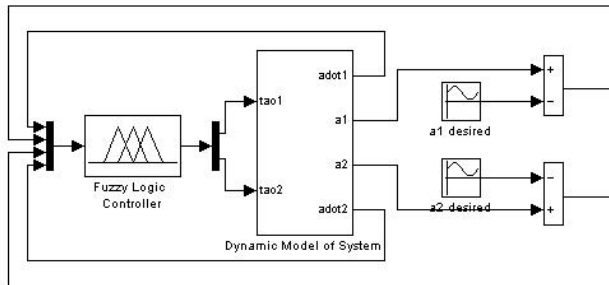 adot1
tao1
a1
a2
tao2
adot2
Fuzzy Logic
Controller
Dynamic Model of System
+
−
a1 desired
−
+
a2 desired